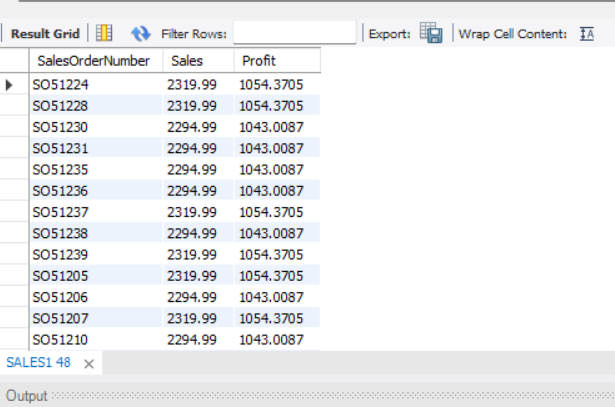 Result Grid Filter Rows: Export: Wrap Cell Content: IA
SalesOrderNumber Sales Profit
SO51224 2319.99 1054.3705
SO51228 2319.99 1054.3705
SO51230 2294.99 1043.0087
SO51231 2294.99 1043.0087
SO51235 2294.99 1043.0087
SO51236 2294.99 1043.0087
SO51237 2319.99 1054.3705
SO51238 2294.99 1043.0087
SO51239 2319.99 1054.3705
SO51205 2319.99 1054.3705
SO51206 2294.99 1043.0087
SO51207 2319.99 1054.3705
SO51210 2294.99 1043.0087
SALES1 48
Output